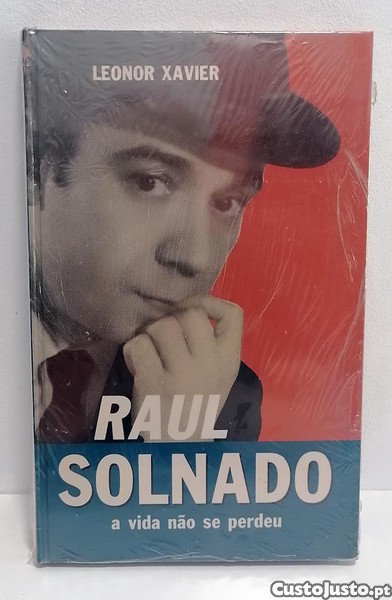 LEONOR XAVIER
RAUL
SOLNADO
a vida não se perdeu
CustoJusto.pt